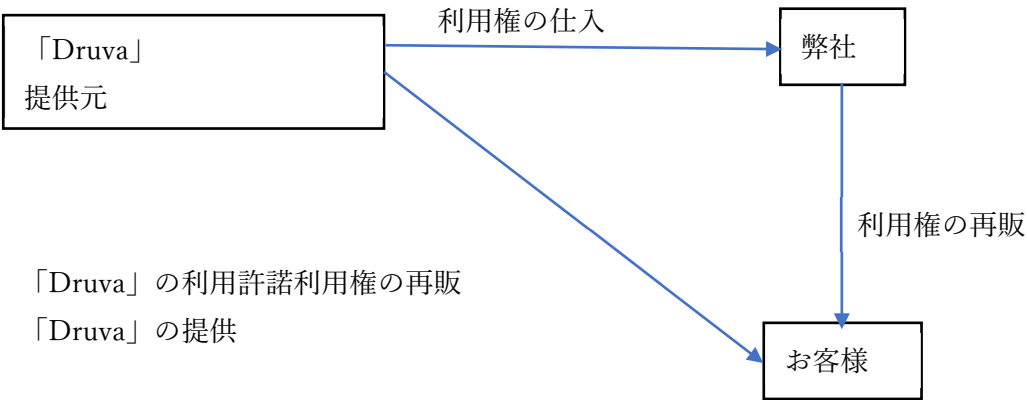 利用権の仕入
「Druva」
提供元
弊社
利用権の再販
「Druva」の利用許諾利用権の再販
「Druva」の提供
お客様